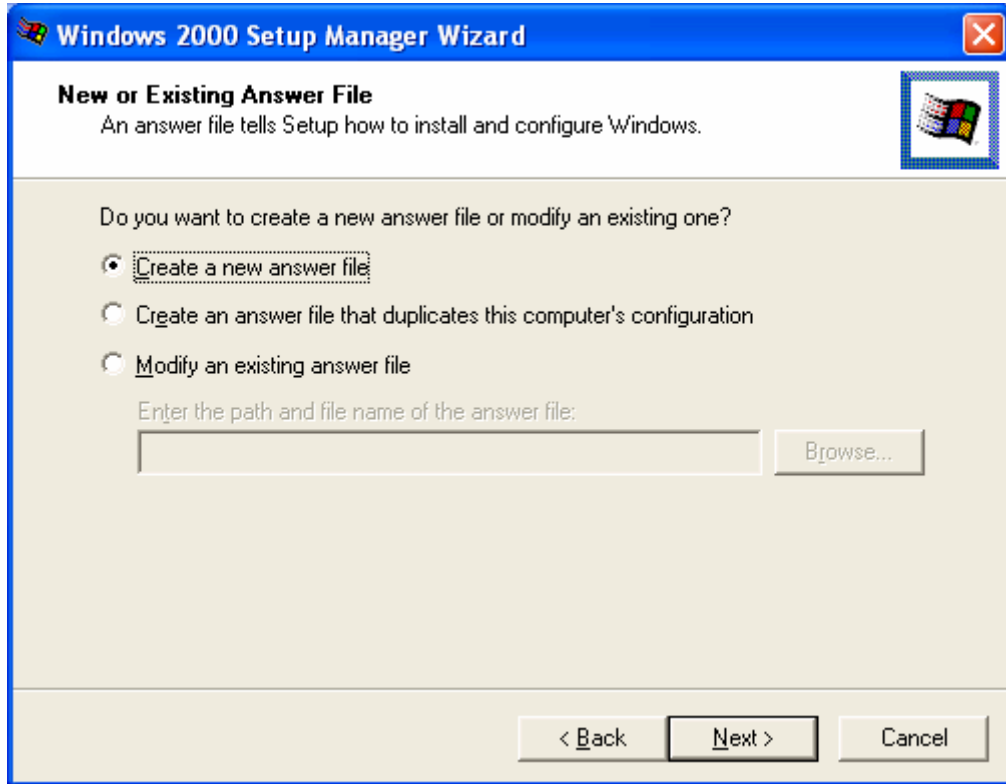 Windows 2000 Setup Manager Wizard
New or Existing Answer File
An answer file tells Setup how to install and configure Windows.
Do you want to create a new answer file or modify an existing one?
Create a new answer file
Create an answer file that duplicates this computer's configuration
Modify an existing answer file
Enter the path and file name of the answer file:
Browse...
< Back Next > Cancel